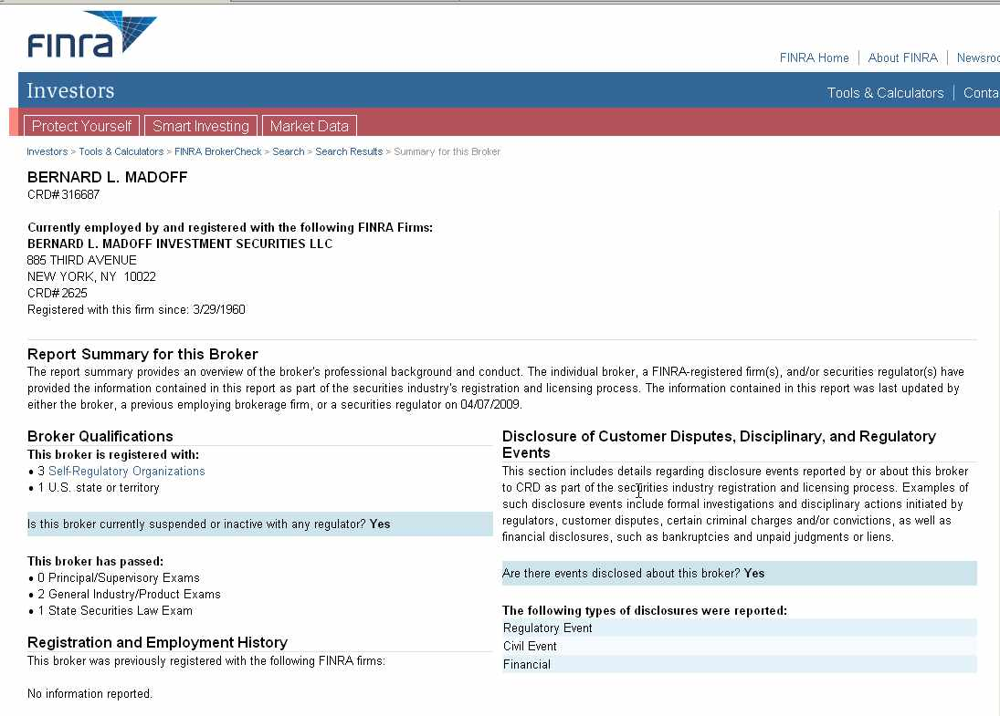 FINRA
FINRA Home | About FINRA |
Investors
Tools & Calculators |
Protect Yourself Smart Investing Market Data
Investors > Tools & Calculators > FINRA BrokerCheck > Search > Search Results > Summary for this Broker
BERNARD L. MADOFF
CRD# 316687
Currently employed by and registered with the following FINRA Firms:
BERNARD L. MADOFF INVESTMENT SECURITIES LLC
885 THIRD AVENUE
NEW YORK, NY 10022
CRD# 2625
Registered with this firm since: 3/29/1960
Report Summary for this Broker
The report summary provides an overview of the broker's professional background and conduct. The individual broker, a FINRA-registered firm(s), and/or securities regulator(s) have
provided the information contained in this report as part of the securities industry's registration and licensing process. The information contained in this report was last updated by
either the broker, a previous employing brokerage firm, or a securities regulator on 04/07/2009.
Broker Qualifications
This broker is registered with:
• 3 Self-Regulatory Organizations
• 1 U.S. state or territory
Is this broker currently suspended or inactive with any regulator? Yes
This broker has passed:
• 0 Principal/Supervisory Exams
• 2 General Industry/Product Exams
• 1 State Securities Law Exam
Registration and Employment History
This broker was previously registered with the following FINRA firms:
No information reported.
Disclosure of Customer Disputes, Disciplinary, and Regulatory
Events
This section includes details regarding disclosure events reported by or about this broker
to CRD as part of the securities industry registration and licensing process. Examples of
such disclosure events include formal investigations and disciplinary actions initiated by
regulators, customer disputes, certain criminal charges and/or convictions, as well as
financial disclosures, such as bankruptcies and unpaid judgments or liens.
Are there events disclosed about this broker? Yes
The following types of disclosures were reported:
Regulatory Event
Civil Event
Financial